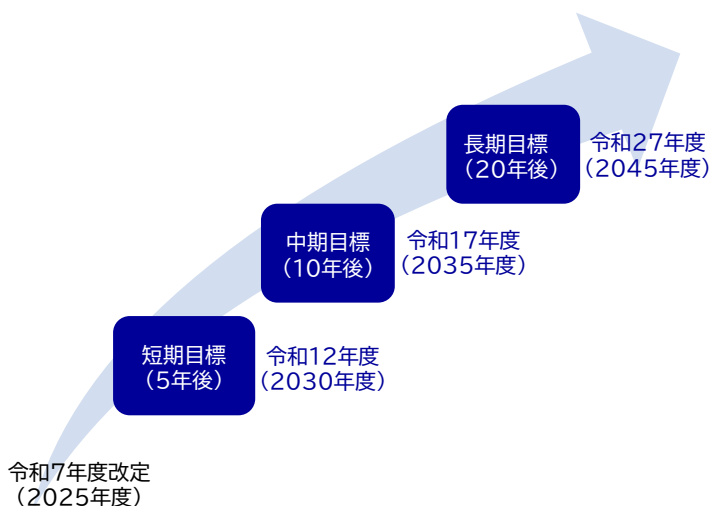 長期目標
（20年後）
令和27年度
（2045年度）
中期目標
（10年後）
令和17年度
（2035年度）
短期目標
（5年後）
令和12年度
（2030年度）
令和7年度改定
（2025年度）